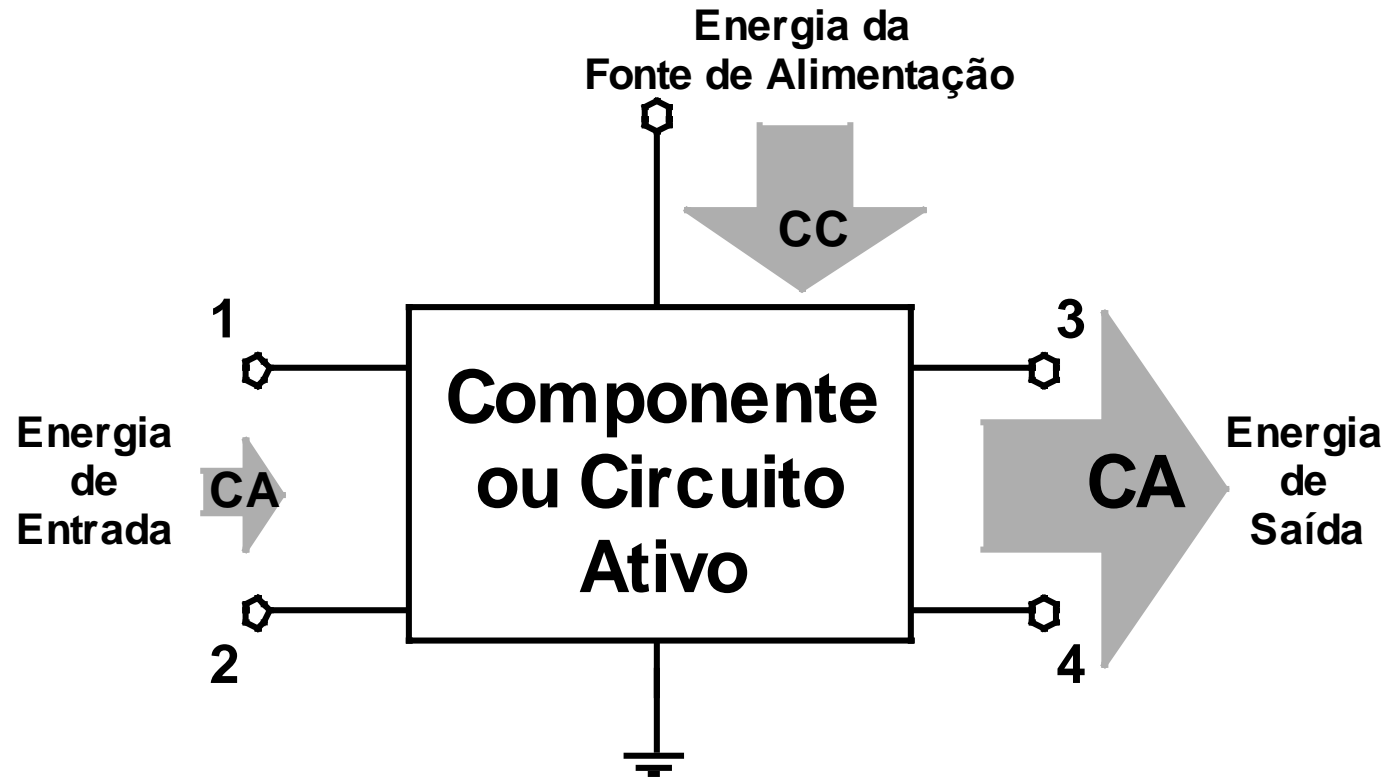 Energia da
Fonte de Alimentação
CC
1
3
Energia
de
Entrada
CA
Componente
ou Circuito
Ativo
CA
Energia
de
Saída
2
4